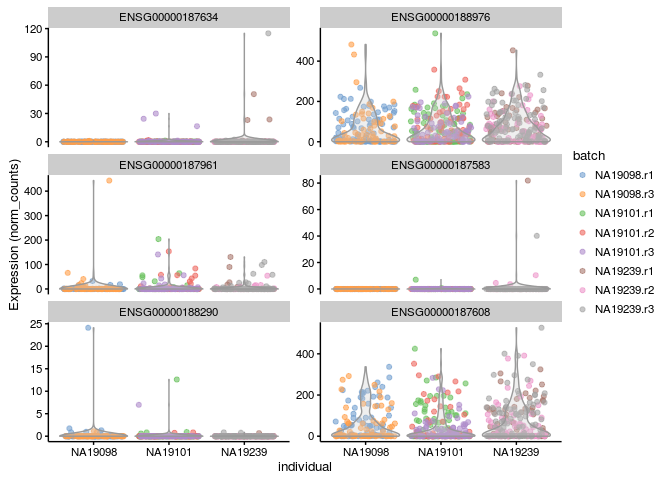 ENSG00000187634
ENSG00000188976
120
90
60
30
0
400
200
0
ENSG00000187961
ENSG00000187583
400
300
200
100
0
80
60
40
20
0
ENSG00000188290
ENSG00000187608
25
20
15
10
5
0
400
200
0
NA19098
NA19101
NA19239
NA19098
NA19101
NA19239
individual
Expression (norm_counts)
batch
NA19098.r1
NA19098.r3
NA19101.r1
NA19101.r2
NA19101.r3
NA19239.r1
NA19239.r2
NA19239.r3